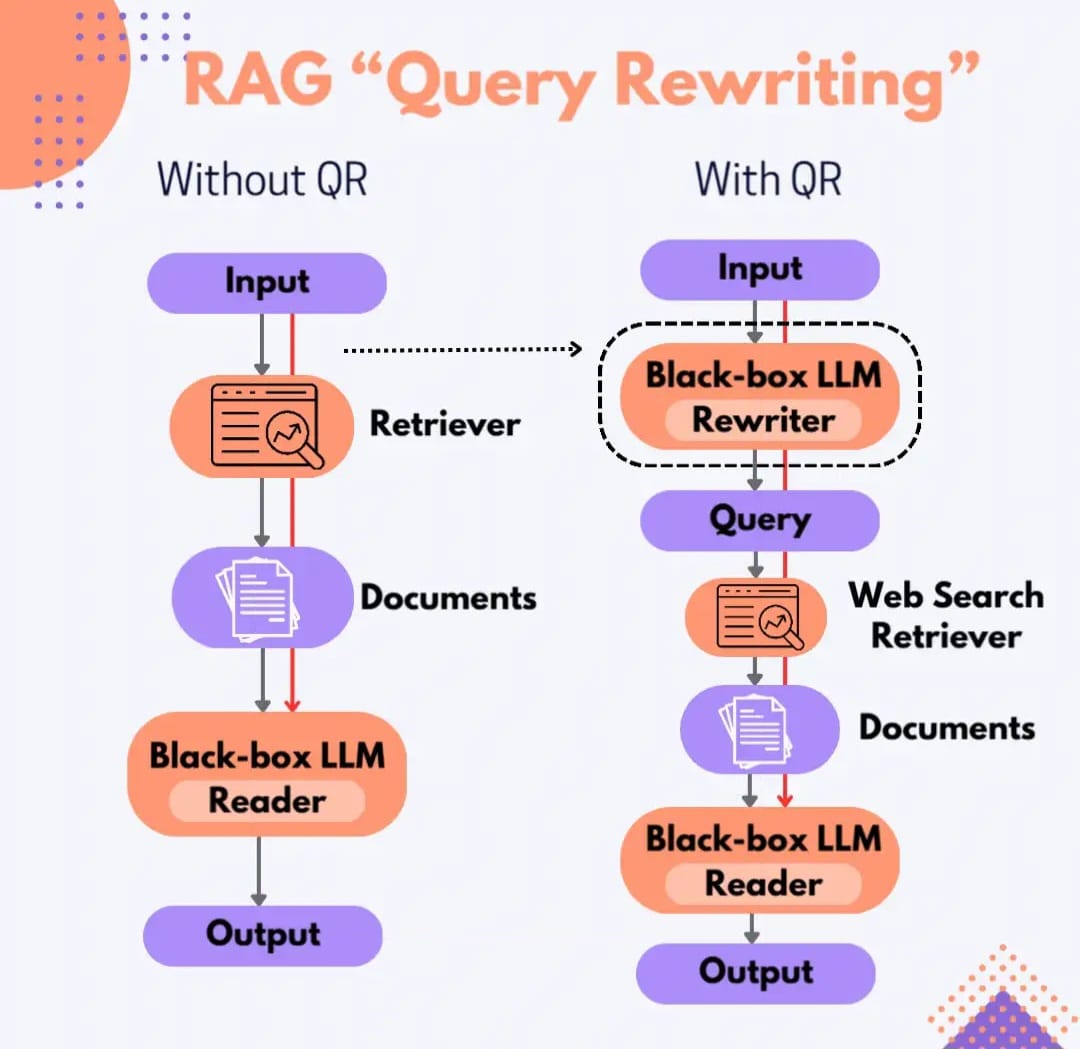 RAG “Query Rewriting”
Without QR
Input
Retriever
Documents
Black-box LLM
Reader
Output
With QR
Input
Black-box LLM
Rewriter
Query
Web Search
Retriever
Documents
Black-box LLM
Reader
Output